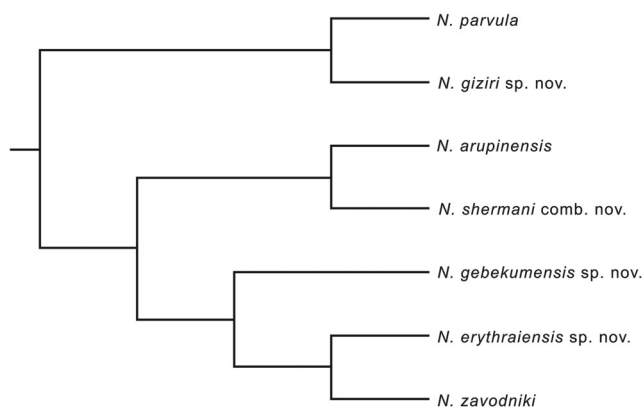 N. parvula
N. giziri sp. nov.
N. arupinensis
N. shermani comb. nov.
N. gebekumensis sp. nov.
N. erythraiensis sp. nov.
N. zavodniki